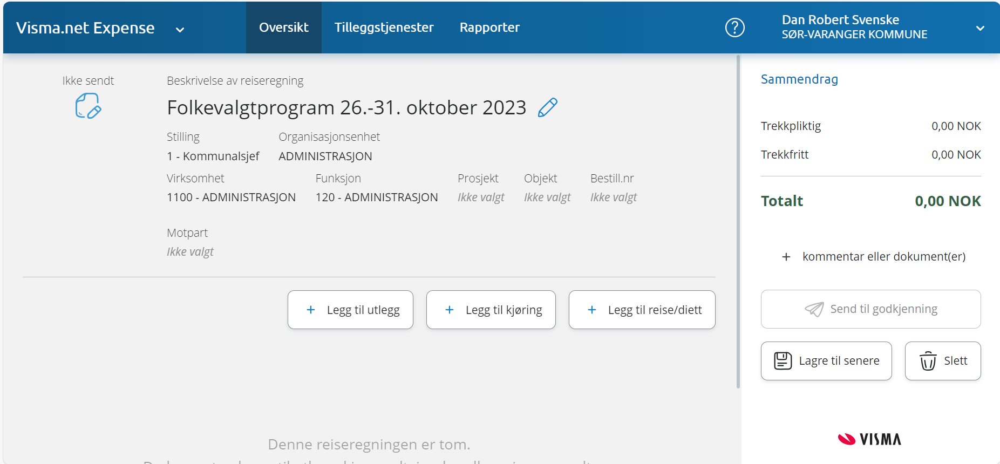 Visma.net Expense
Oversikt
Tilleggstjenester
Rapporter
?
Dan Robert Svenske
SØR-VARANGER KOMMUNE
Ikke sendt
Beskrivelse av reiseregning
Folkevalgtprogram 26.-31. oktober 2023
Stilling Organisasjonsenhet
1 - Kommunalsjef ADMINISTRASJON
Virksomhet Funksjon Prosjekt Objekt Bestill.nr
1100 - ADMINISTRASJON 120 - ADMINISTRASJON Ikke valgt Ikke valgt Ikke valgt
Motpart
Ikke valgt
+ Legg til utlegg
+ Legg til kjøring
+ Legg til reise/diett
Denne reiseregningen er tom.
Sammendrag
Trekkpliktig 0,00 NOK
Trekkfritt 0,00 NOK
Totalt 0,00 NOK
+ kommentar eller dokument(er)
Send til godkjenning
Lagre til senere
Slett
VISMA